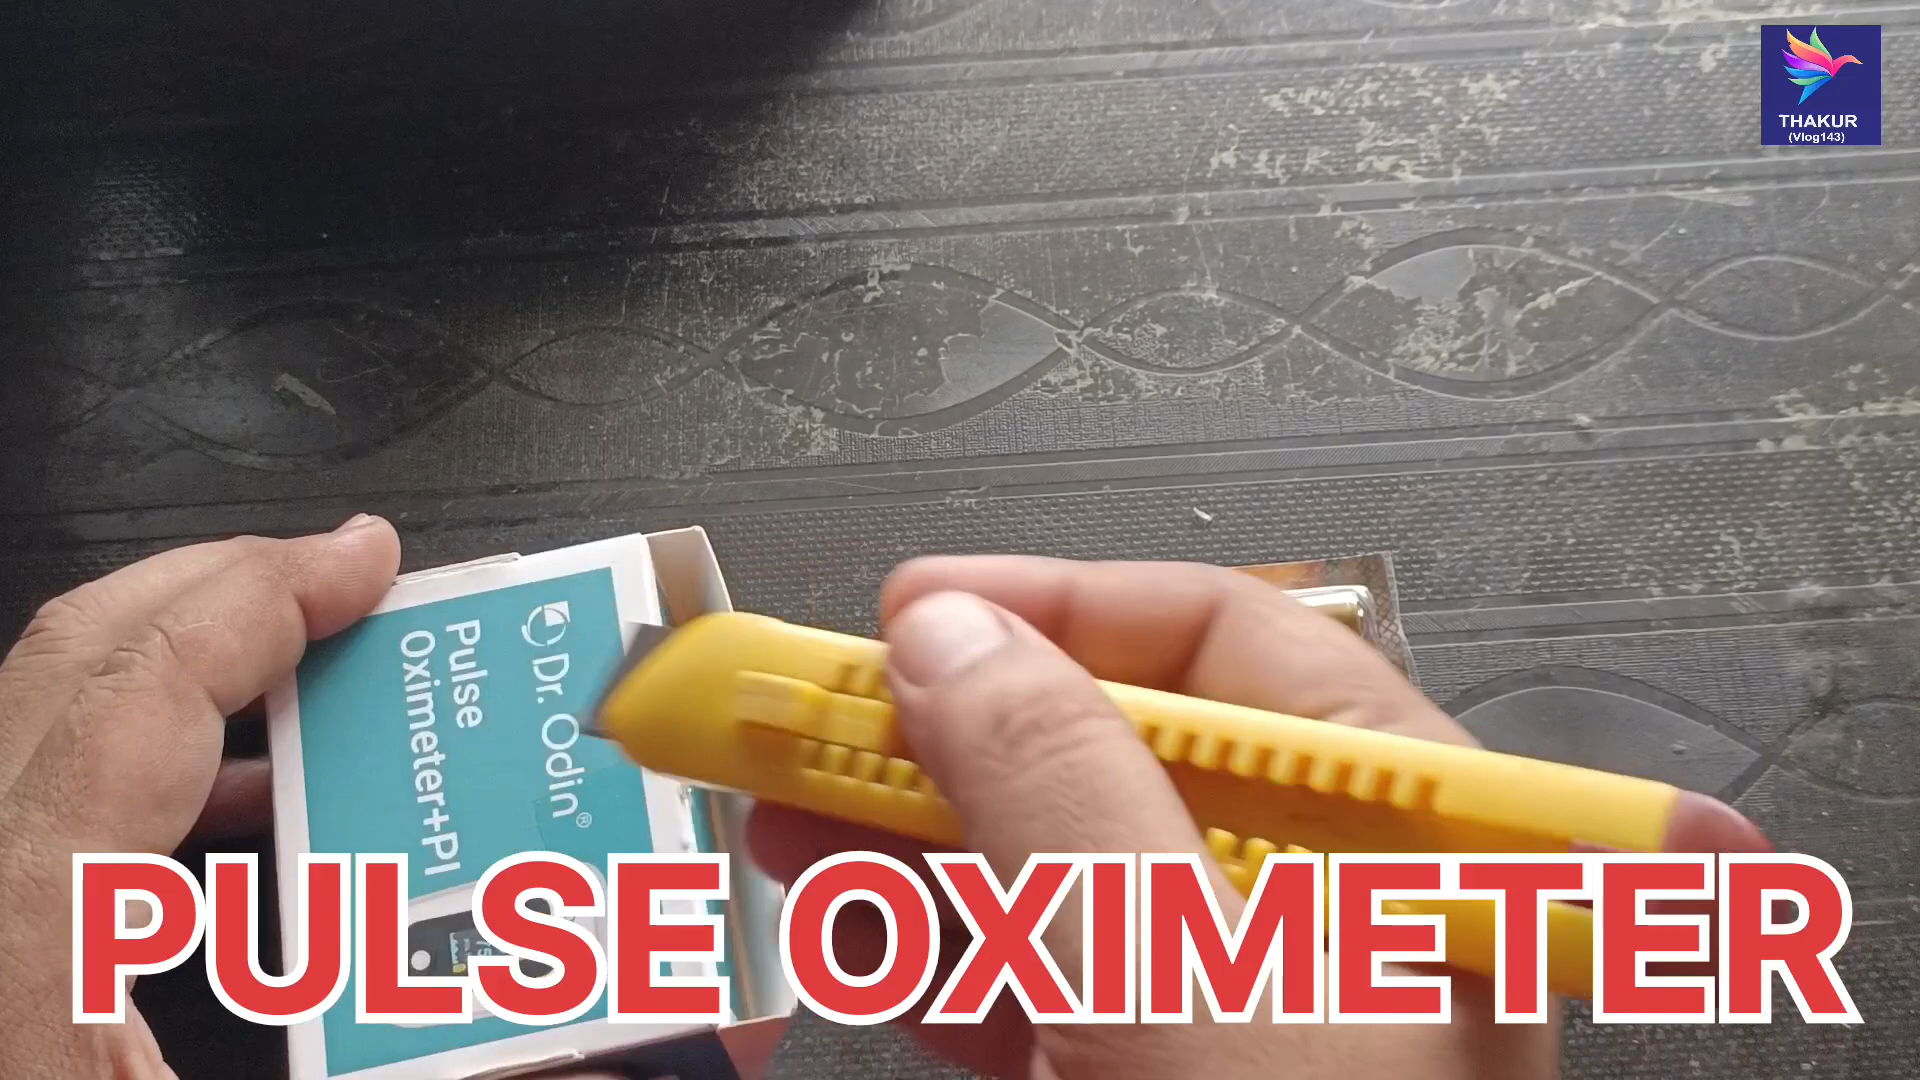 THAKUR
(Vlog143)
Dr. Odin®
Pulse
Oximeter+PI
PULSE OXIMETER